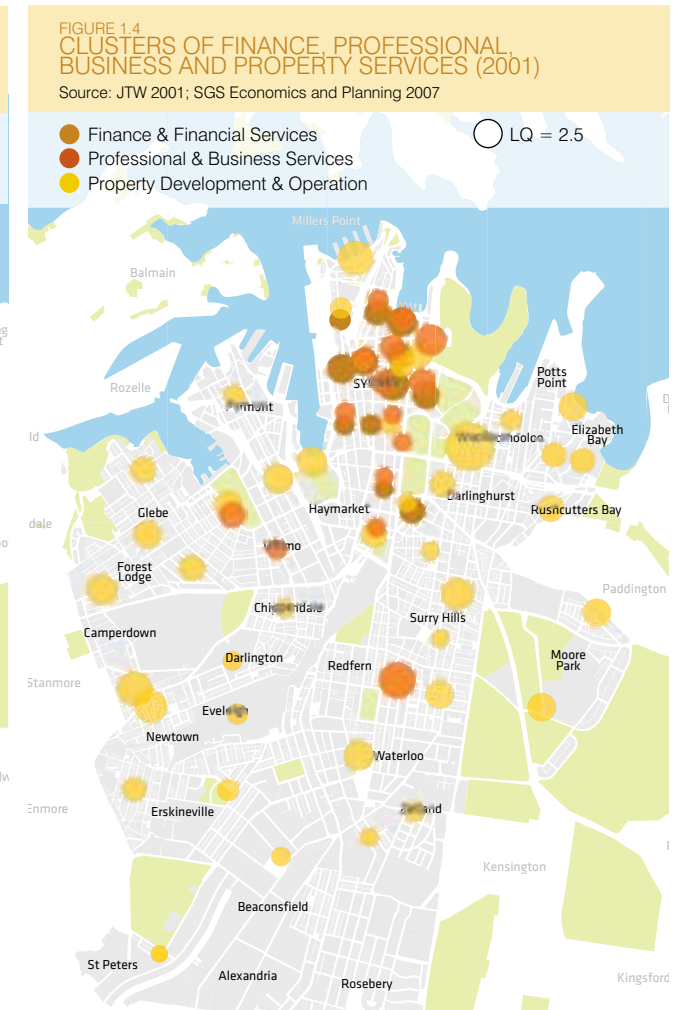 FIGURE 1.4
CLUSTERS OF FINANCE, PROFESSIONAL,
BUSINESS AND PROPERTY SERVICES (2001)
Source: JTW 2001; SGS Economics and Planning 2007
Finance & Financial Services
LQ = 2.5
Professional & Business Services
Property Development & Operation
Millers Point
Balmain
Potts
Point
Rozelle
Elizabeth
Bay
Darlinghurst
Rushcutters Bay
Glebe
Haymarket
Forest
Lodge
Paddington
Surry Hills
Camperdown
Moore
Park
Darlington
Redfern
Stanmore
Newtown
Waterloo
Enmore
Erskineville
Kensington
Beaconsfield
St Peters
Alexandria
Rosebery
Kingsford